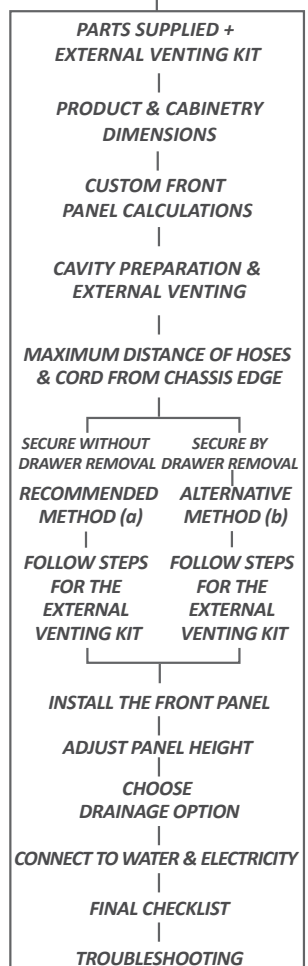 PARTS SUPPLIED +
EXTERNAL VENTING KIT
PRODUCT & CABINETRY
DIMENSIONS
CUSTOM FRONT
PANEL CALCULATIONS
CAVITY PREPARATION &
EXTERNAL VENTING
MAXIMUM DISTANCE OF HOSES
& CORD FROM CHASSIS EDGE
SECURE WITHOUT
DRAWER REMOVAL
RECOMMENDED
METHOD (a)
FOLLOW STEPS
FOR THE
EXTERNAL
VENTING KIT
SECURE BY
DRAWER REMOVAL
ALTERNATIVE
METHOD (b)
FOLLOW STEPS
FOR THE
EXTERNAL
VENTING KIT
INSTALL THE FRONT PANEL
ADJUST PANEL HEIGHT
CHOOSE
DRAINAGE OPTION
CONNECT TO WATER & ELECTRICITY
FINAL CHECKLIST
TROUBLESHOOTING